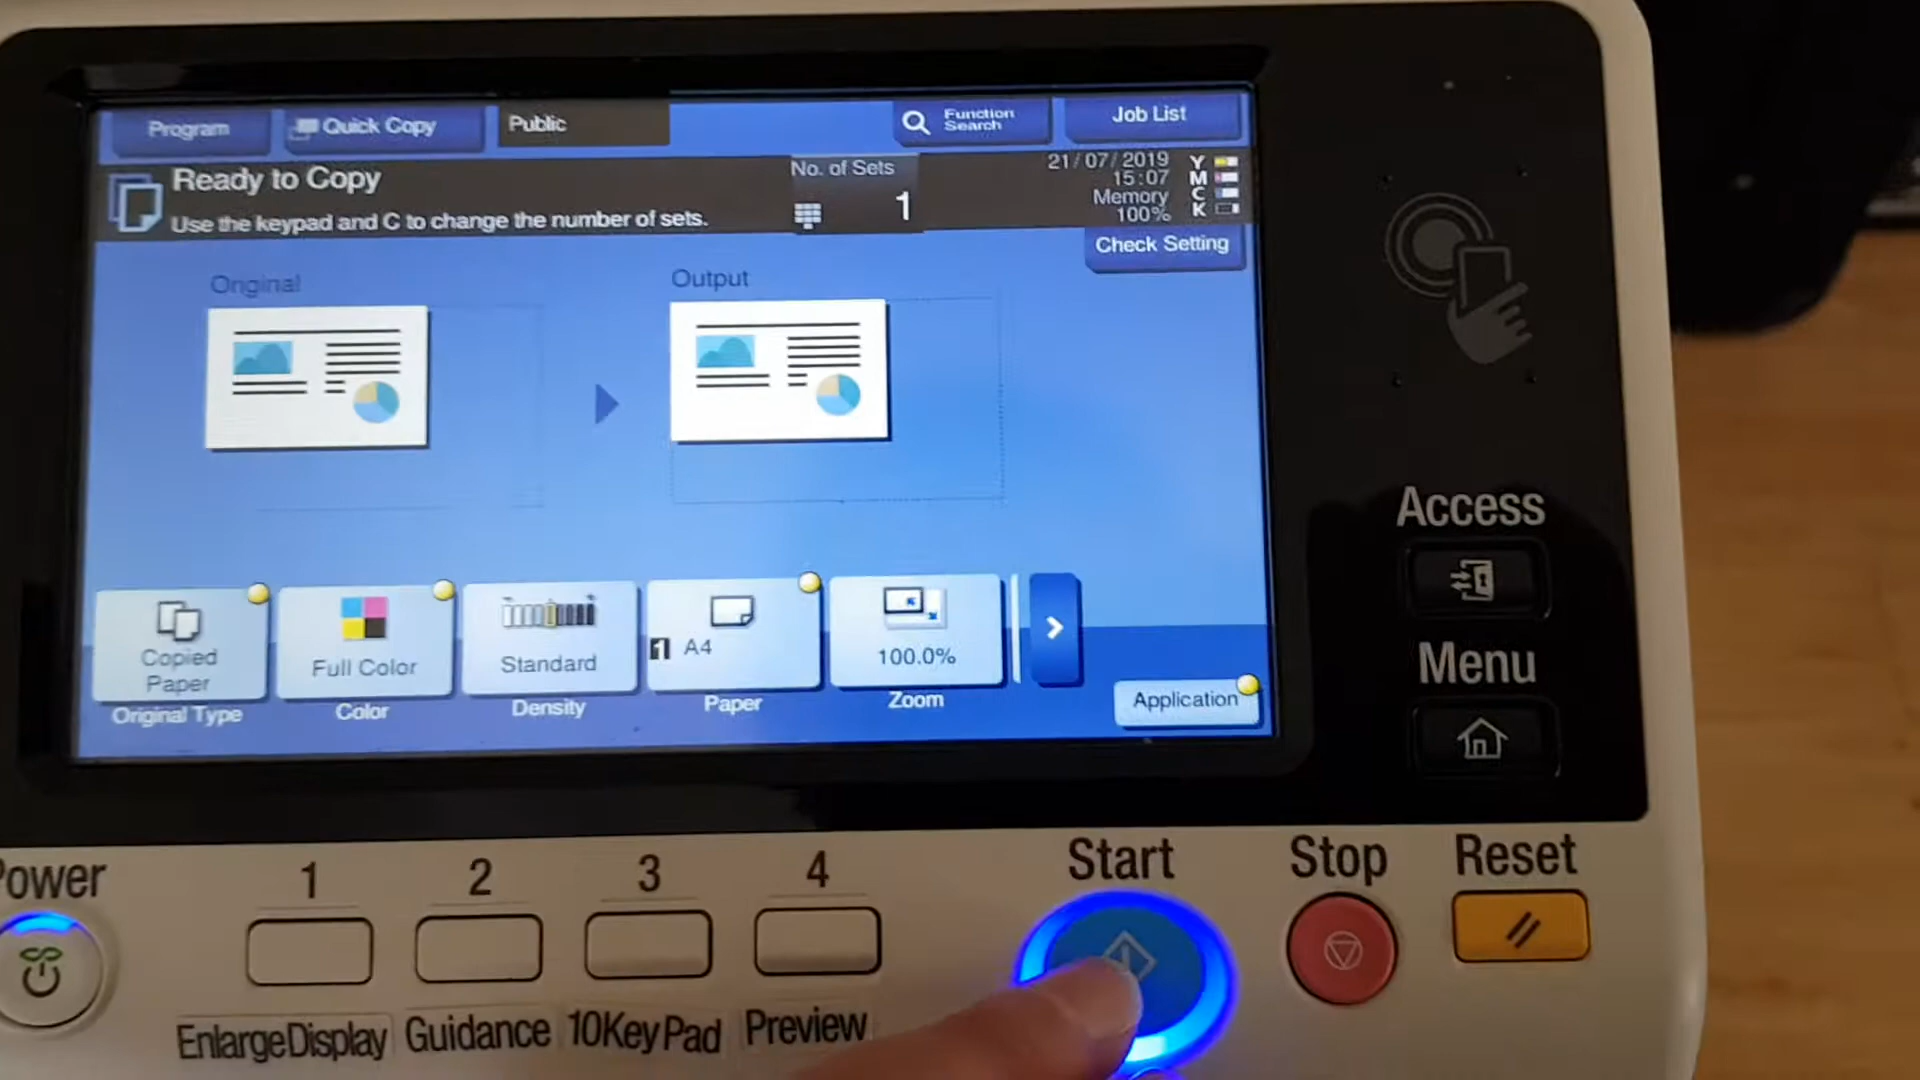 Program
Quick Copy
Public
Function Search
Job List
Ready to Copy
Use the keypad and C to change the number of sets.
No. of Sets
1
21/07/2019
15:07
Memory
100%
Y
M
C
K
Check Setting
Original
Output
Copied
Paper
Original Type
Full Color
Color
Standard
Density
1 A4
Paper
100.0%
Zoom
Application
Access
Menu
Power
1
2
3
4
Start
Stop
Reset
EnlargeDisplay
Guidance
10KeyPad
Preview